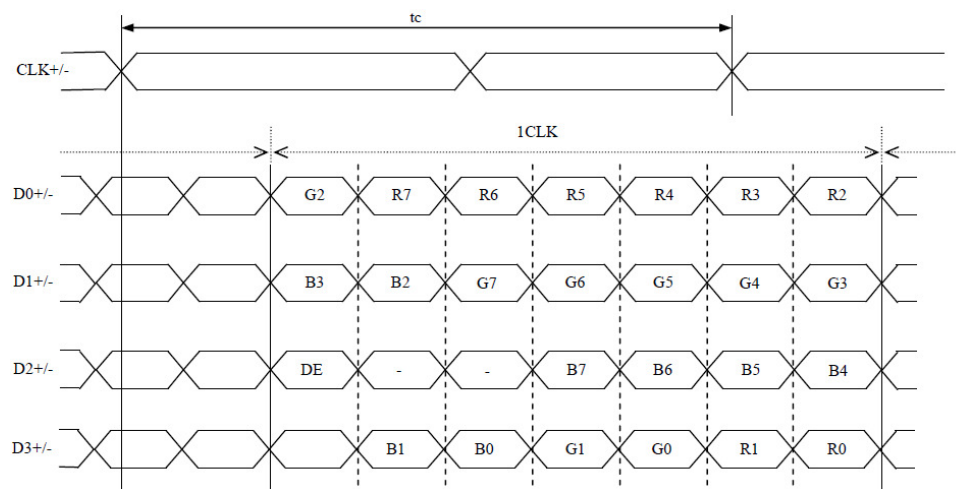 tc
CLK+/-
1CLK
D0+/- G2 R7 R6 R5 R4 R3 R2
D1+/- B3 B2 G7 G6 G5 G4 G3
D2+/- DE - - B7 B6 B5 B4
D3+/- B1 B0 G1 G0 R1 R0